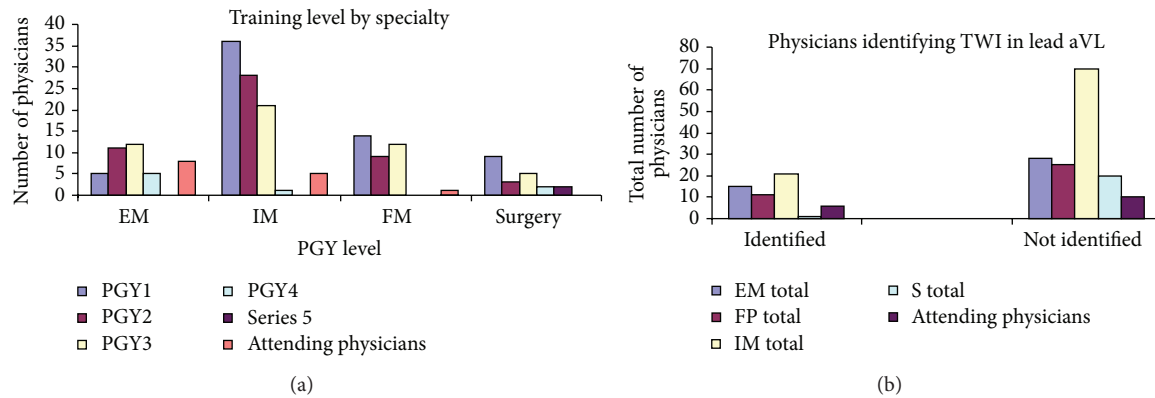 Training level by specialty
Number of physicians
40
35
30
25
20
15
10
5
0
EM IM FM Surgery
PGY level
PGY1 PGY4
PGY2 Series 5
PGY3 Attending physicians
(a)
Physicians identifying TWI in lead aVL
Total number of
physicians
80
70
60
50
40
30
20
10
0
Identified Not identified
EM total S total
FP total Attending physicians
IM total
(b)